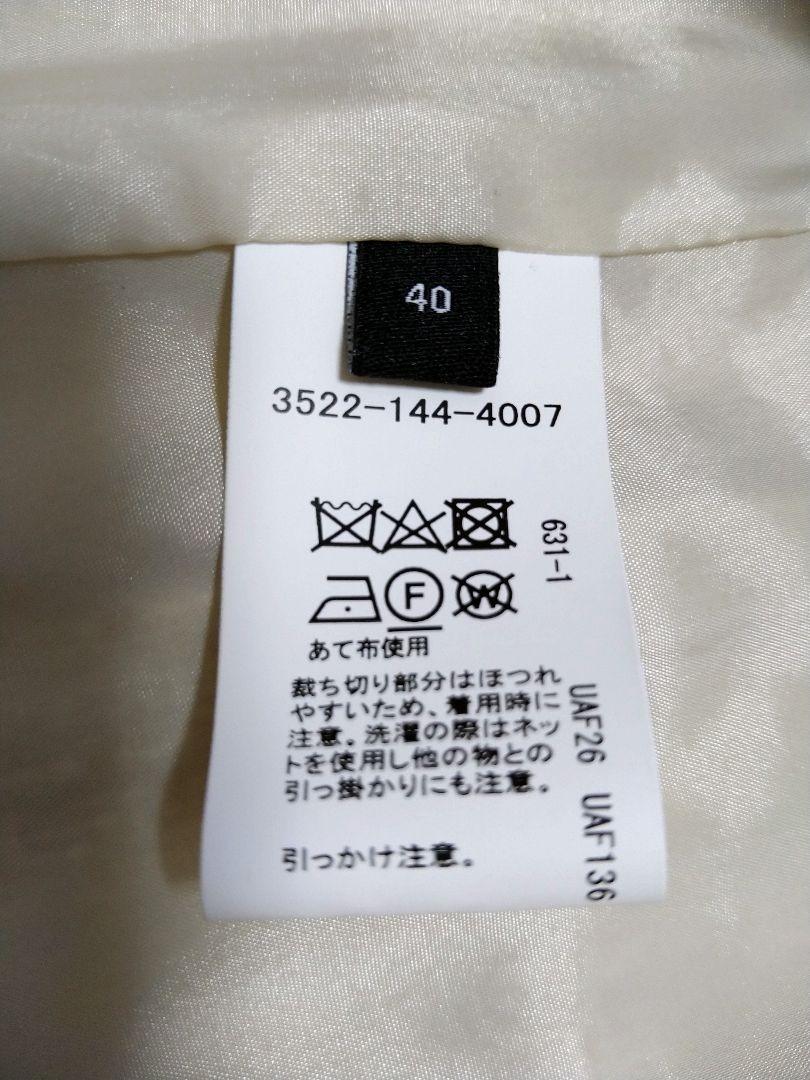 40
3522-144-4007
631-1
F
W
あて布使用
裁ち切り部分はほつれ
やすいため、着用時に
注意。洗濯の際はネッ
トを使用し他の物との
引っ掛かりにも注意。
引っかけ注意。
UAF26 UAF136